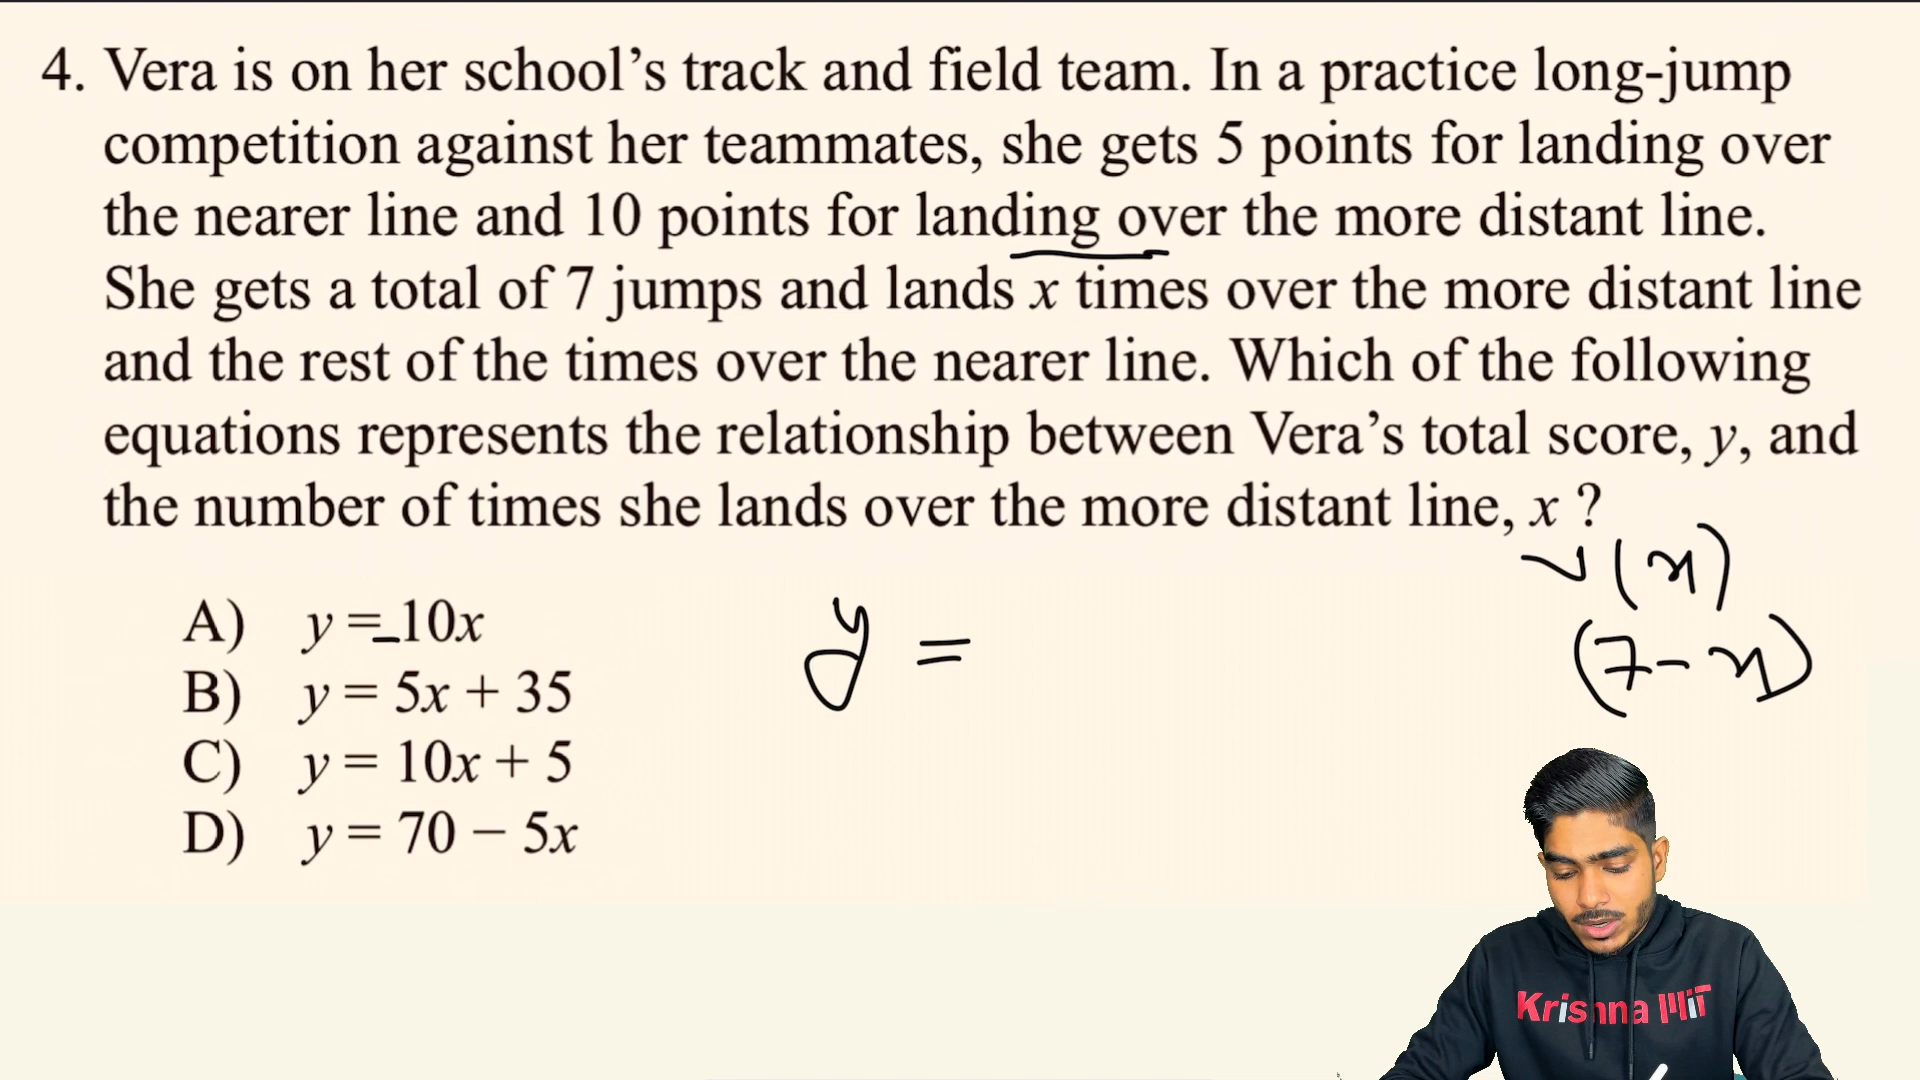 4. Vera is on her school’s track and field team. In a practice long-jump
competition against her teammates, she gets 5 points for landing over
the nearer line and 10 points for landing over the more distant line.
She gets a total of 7 jumps and lands x times over the more distant line
and the rest of the times over the nearer line. Which of the following
equations represents the relationship between Vera’s total score, y, and
the number of times she lands over the more distant line, x ?
(x)
(7-x)
A) y = 10x
B) y = 5x + 35
C) y = 10x + 5
D) y = 70 – 5x
y =
Krishna MiT